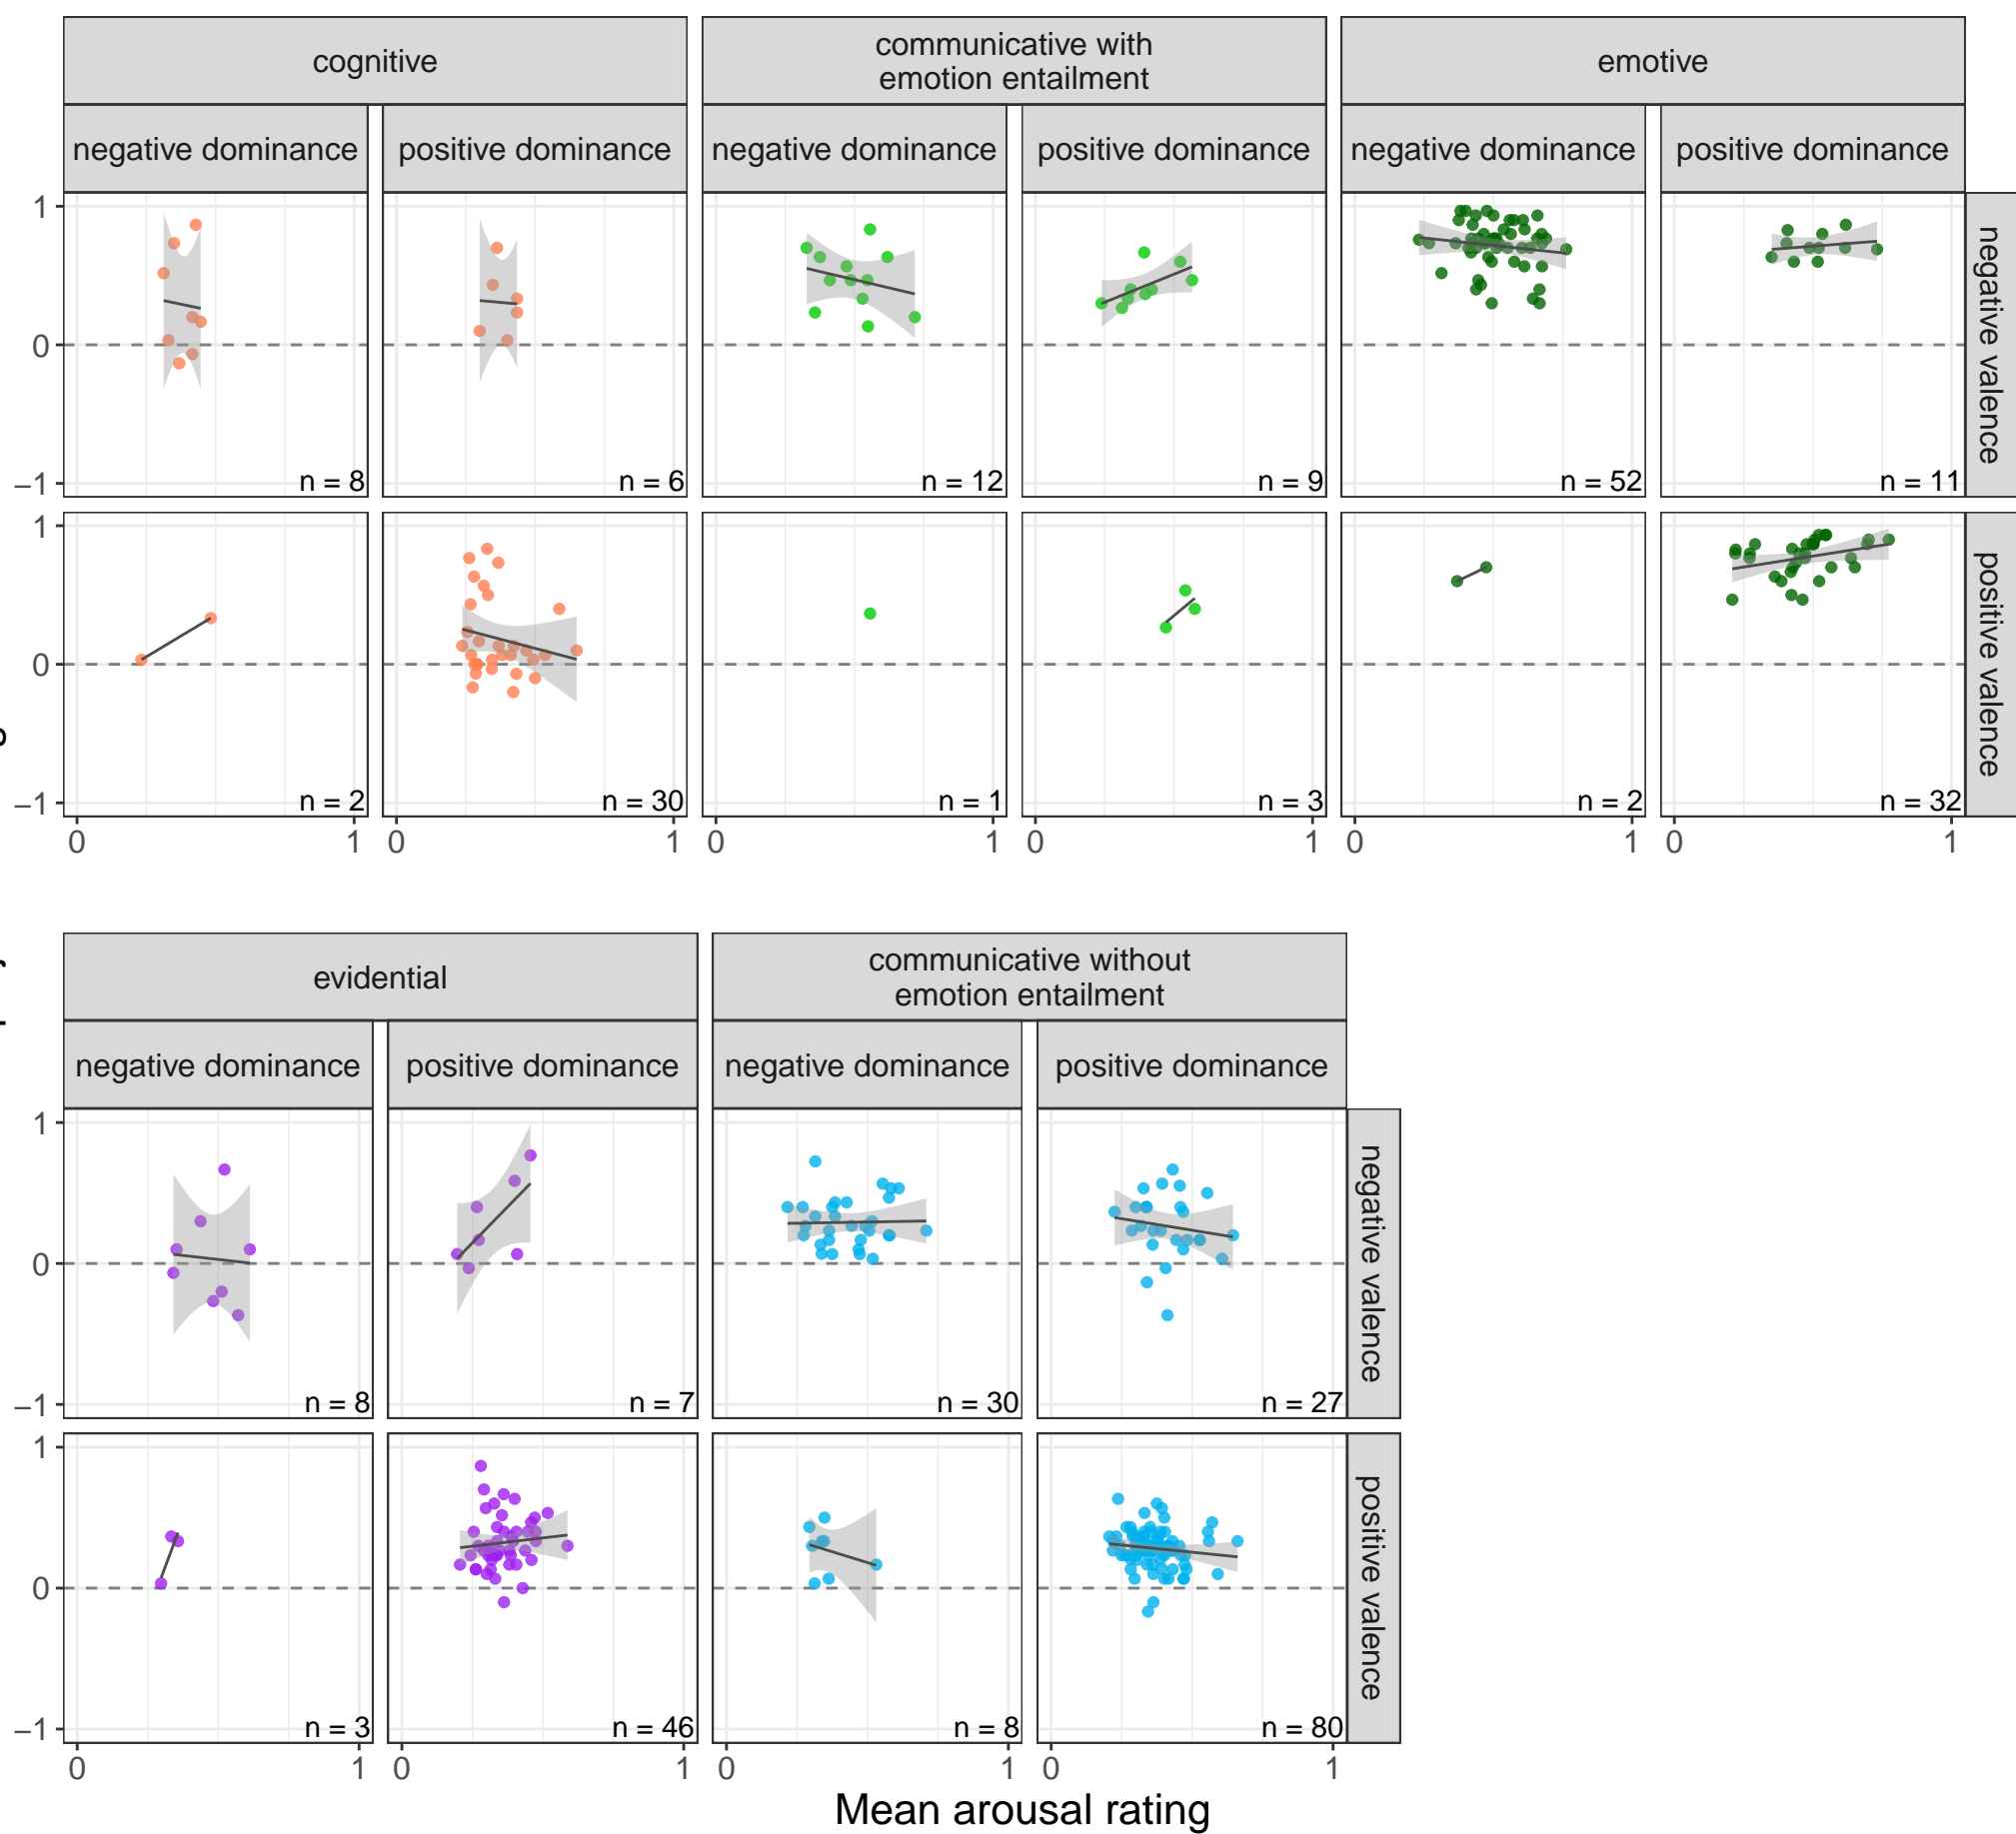 cognitive
communicative with
emotion entailment
emotive
negative dominance
positive dominance
negative dominance
positive dominance
negative dominance
positive dominance
1
0
−1
n = 8
n = 6
n = 12
n = 9
n = 52
n = 11
negative valence
1
0
−1
n = 2
n = 30
n = 1
n = 3
n = 2
n = 32
positive valence
0 1 0 1 0 1 0 1 0 1 0 1
evidential
communicative without
emotion entailment
negative dominance
positive dominance
negative dominance
positive dominance
1
0
−1
n = 8
n = 7
n = 30
n = 27
negative valence
1
0
−1
n = 3
n = 46
n = 8
n = 80
positive valence
0 1 0 1 0 1 0 1
Mean arousal rating